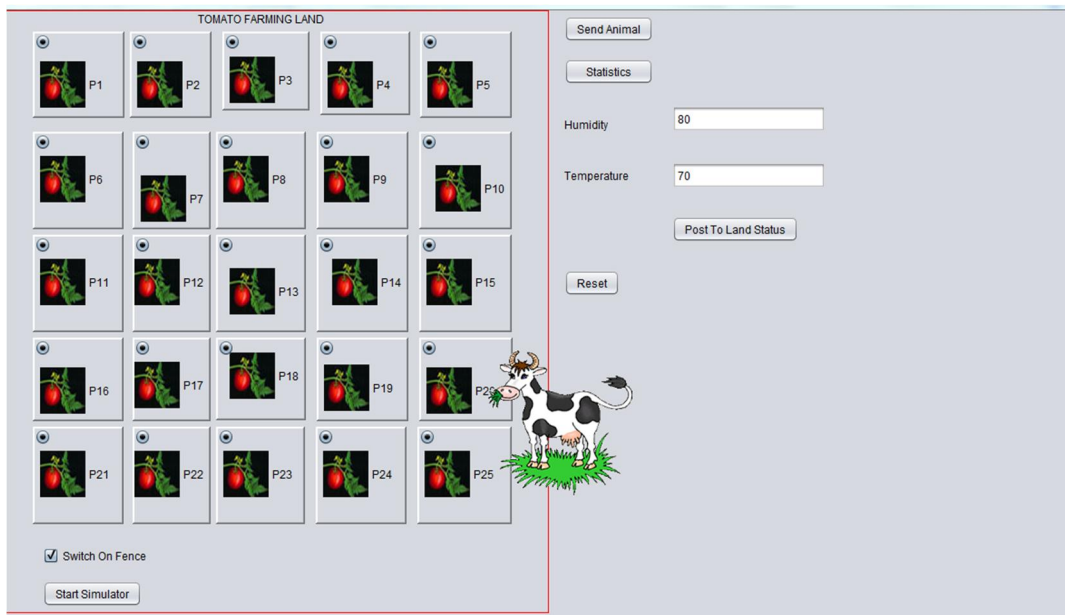 TOMATO FARMING LAND
P1
P2
P3
P4
P5
P6
P7
P8
P9
P10
P11
P12
P13
P14
P15
P16
P17
P18
P19
P21
P22
P23
P24
P25
Switch On Fence
Start Simulator
Send Animal
Statistics
Humidity 80
Temperature 70
Post To Land Status
Reset